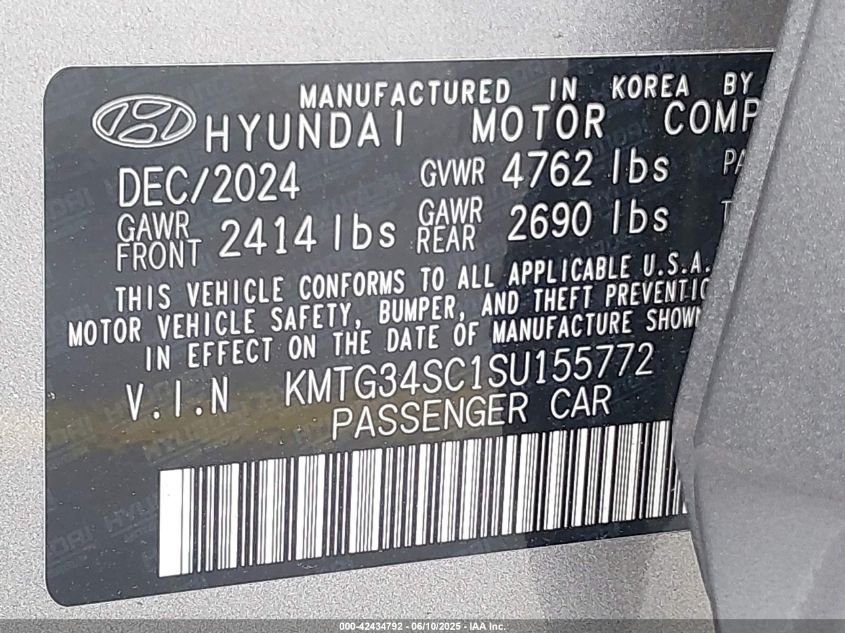 MANUFACTURED IN KOREA BY
HYUNDAI MOTOR COMP
DEC/2024 GVWR 4762 lbs PA
GAWR FRONT 2414 lbs GAWR REAR 2690 lbs T
THIS VEHICLE CONFORMS TO ALL APPLICABLE U.S.A.
MOTOR VEHICLE SAFETY, BUMPER, AND THEFT PREVENTIO
IN EFFECT ON THE DATE OF MANUFACTURE SHOWN
V.I.N KMTG34SC1SU155772
PASSENGER CAR
000-42434792 - 06/10/2025 - IAA Inc.